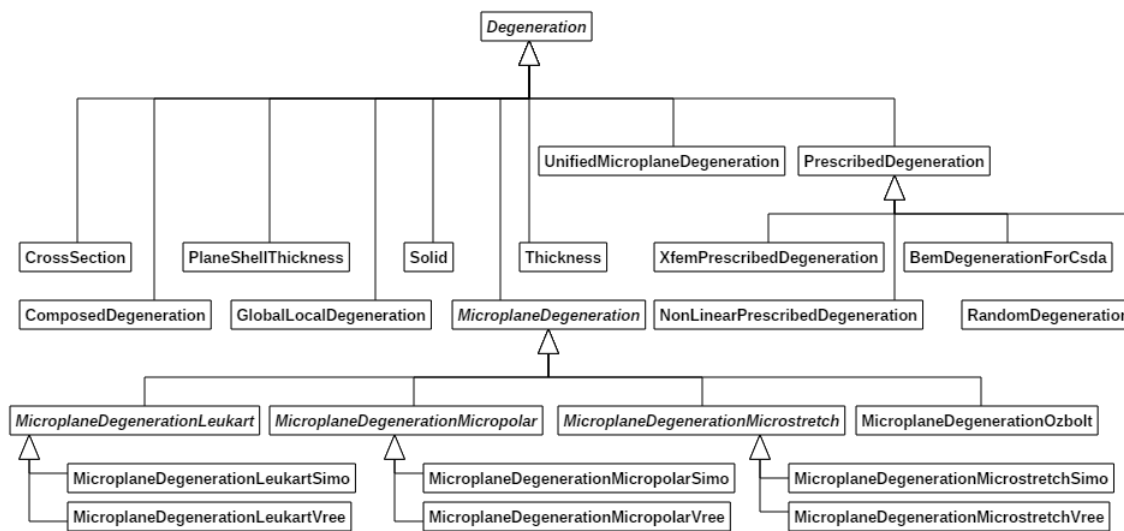 Degeneration
UnifiedMicroplaneDegeneration
PrescribedDegeneration
CrossSection
PlaneShellThickness
Solid
Thickness
XfemPrescribedDegeneration
BemDegenerationForCsda
ComposedDegeneration
GlobalLocalDegeneration
MicroplaneDegeneration
NonLinearPrescribedDegeneration
RandomDegeneration
MicroplaneDegenerationLeukart
MicroplaneDegenerationMicropolar
MicroplaneDegenerationMicrostretch
MicroplaneDegenerationOzbolt
MicroplaneDegenerationLeukartSimo
MicroplaneDegenerationMicropolarSimo
MicroplaneDegenerationMicrostretchSimo
MicroplaneDegenerationLeukartVree
MicroplaneDegenerationMicropolarVree
MicroplaneDegenerationMicrostretchVree